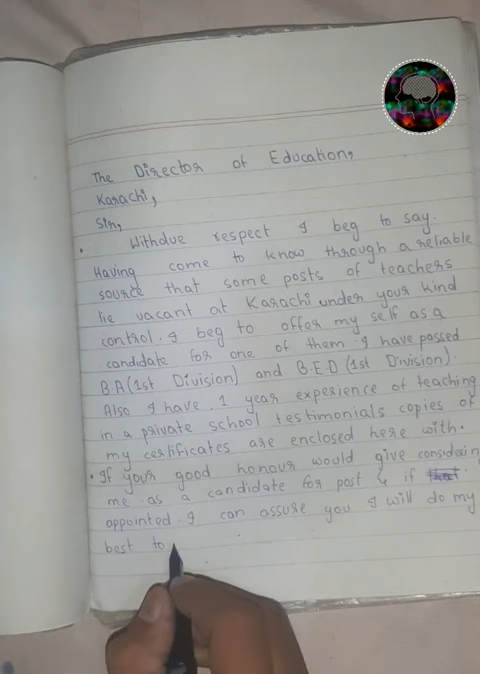 The Director of Education,
Karachi,
Sir,
Withdue respect I beg to say.
Having come to know through a reliable
source that some posts of teachers
lie vacant at Karachi under your kind
control. I beg to offer my self as a
candidate for one of them. I have passed
B.A(1st Division) and B.E.D (1st Division).
Also I have 1 year experience of teaching
in a private school testimonials copies of
my certificates are enclosed here with.
• If your good honour would give considering
me as a candidate for post & if
appointed. I can assure you I will do my
best to